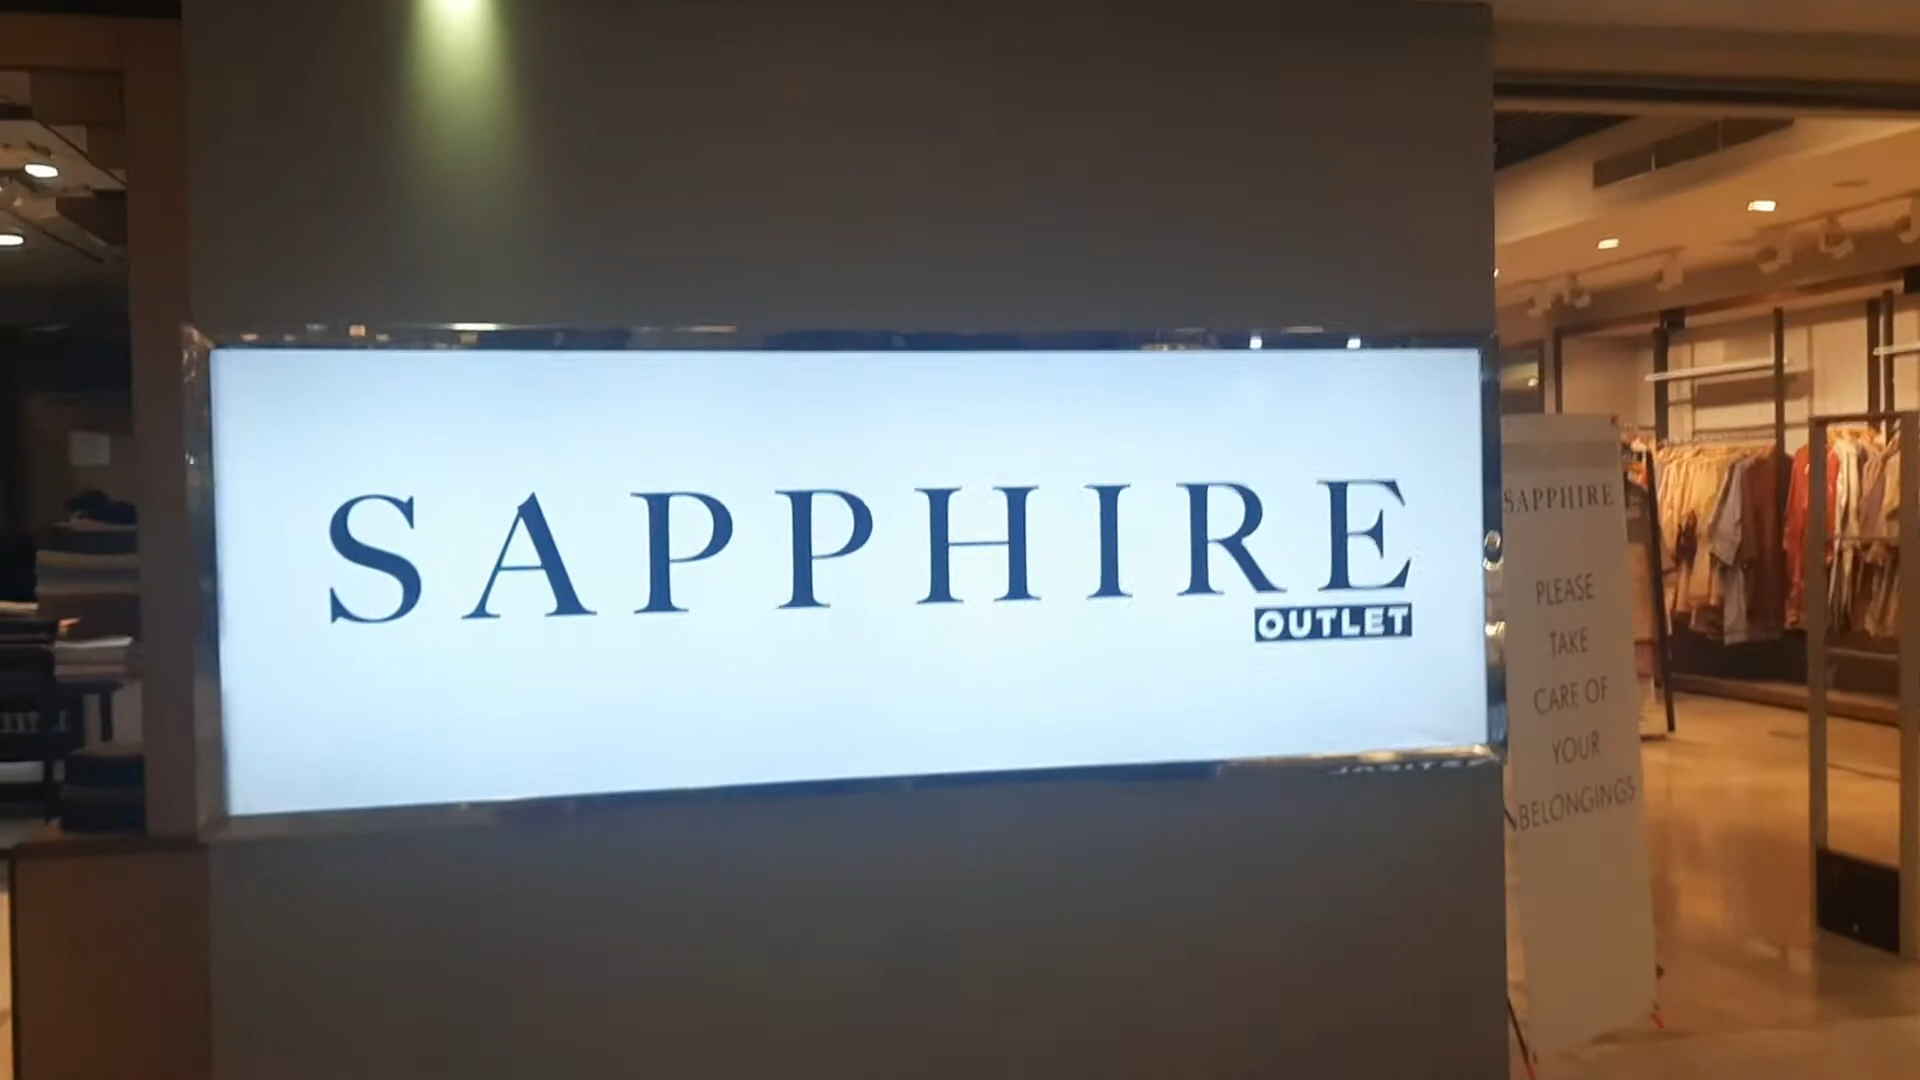 SAPPHIRE
OUTLET
SAPPHIRE
PLEASE
TAKE
CARE OF
YOUR
BELONGINGS